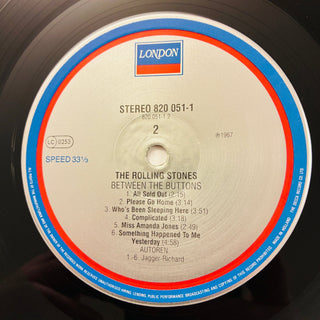 LONDON
STEREO 820 051-1
820 051-1 2
2
℗1967
LC 0253
SPEED 33⅓
THE ROLLING STONES
BETWEEN THE BUTTONS
1. All Sold Out (2:15)
2. Please Go Home (3:14)
3. Who's Been Sleeping Here (3:51)
4. Complicated (3:18)
5. Miss Amanda Jones (2:49)
6. Something Happened To Me
Yesterday (4:58)
AUTOREN:
1.-6. Jagger-Richard